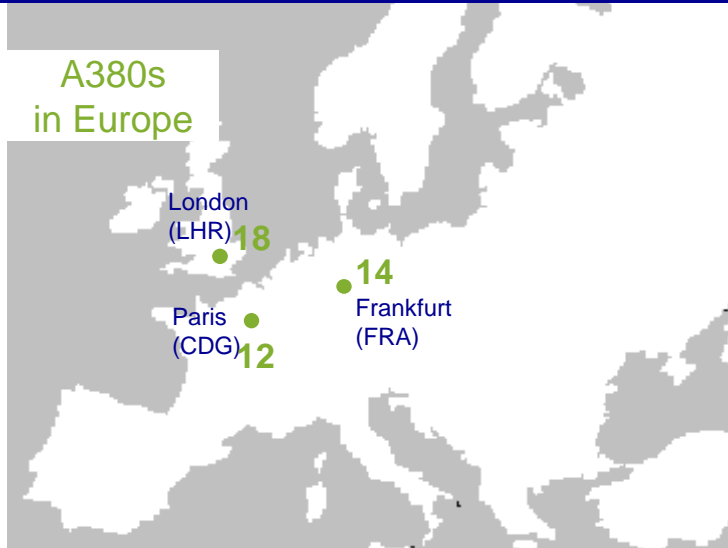 A380s
in Europe
London
(LHR)
18
14
Frankfurt
(FRA)
Paris
(CDG)
12